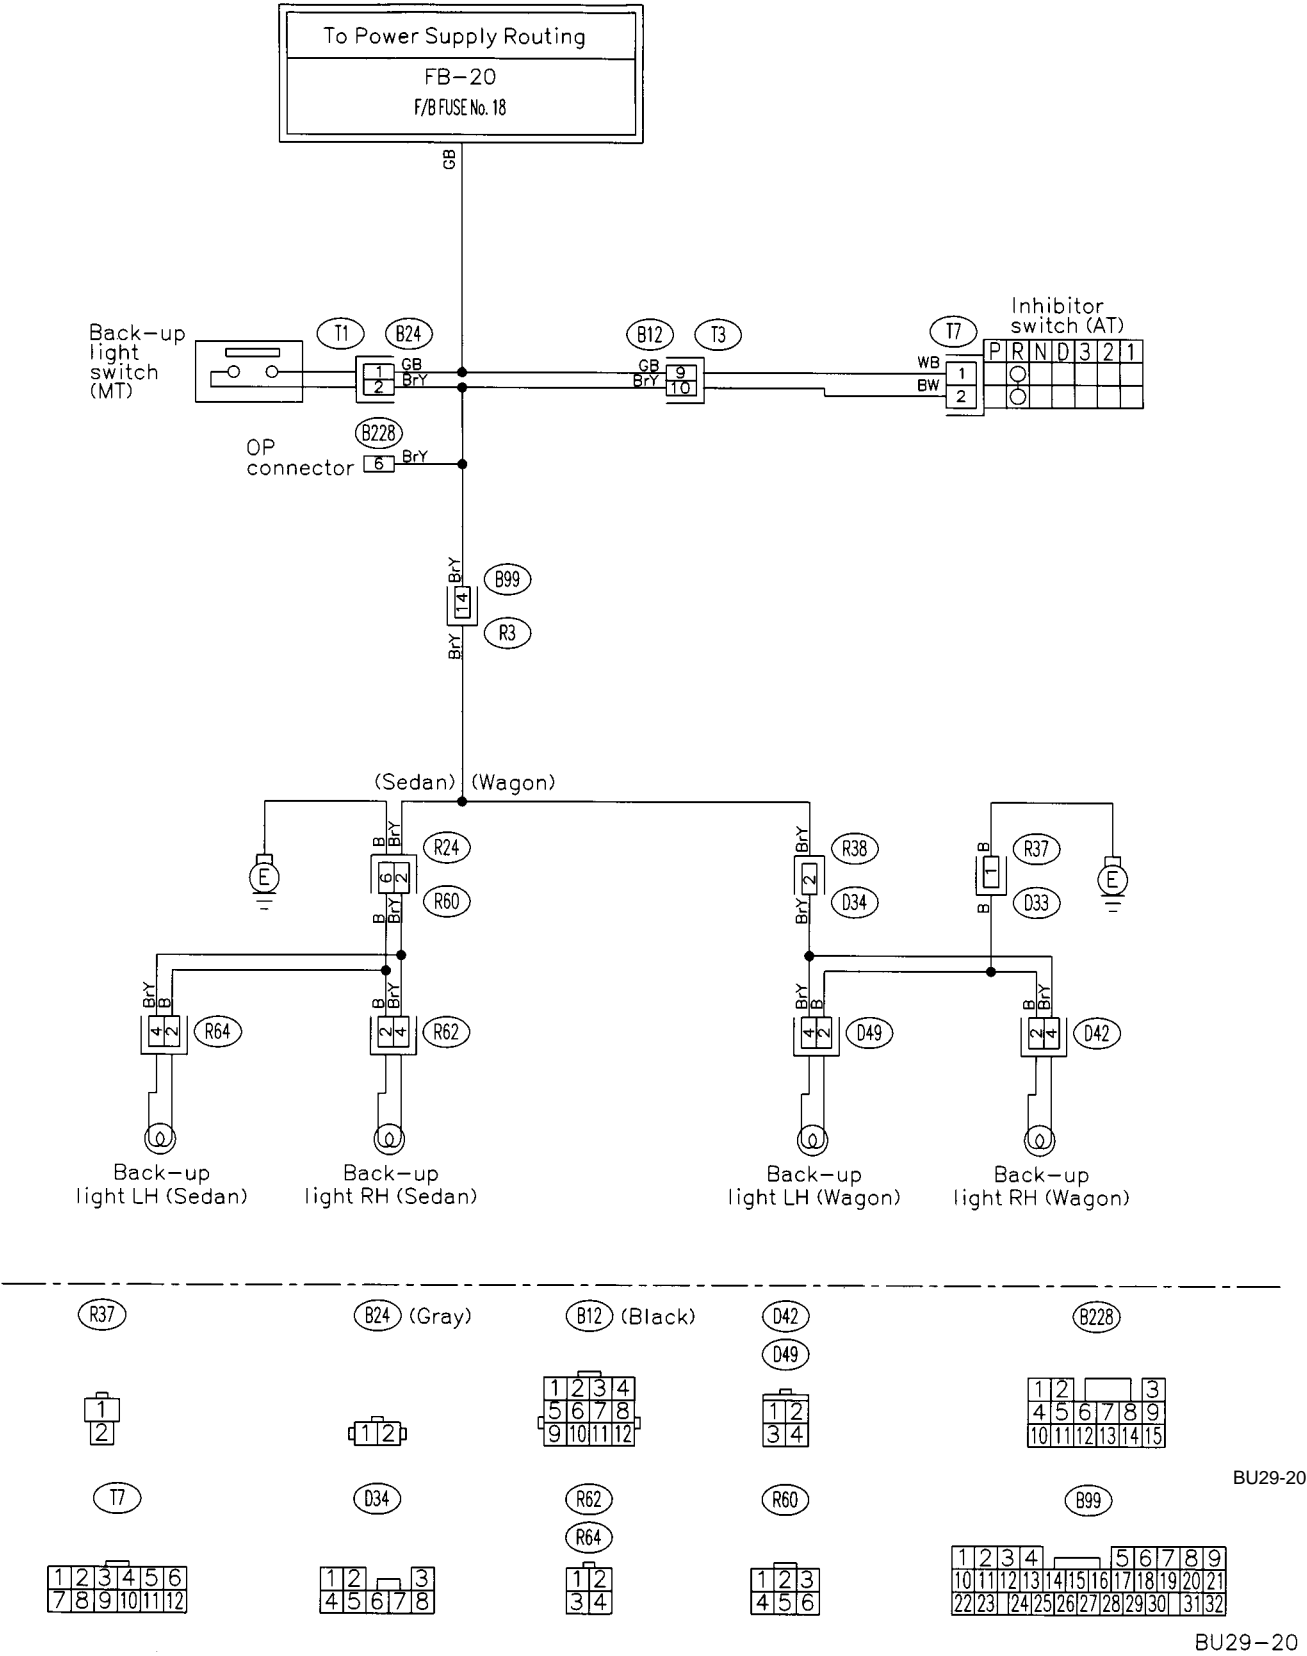 To Power Supply Routing
FB-20
F/B FUSE No. 18
GB
Inhibitor
switch (AT)
Back-up
light
switch
(MT)
T1
B24
B12
T3
T7
P R N D 3 2 1
1
GB
GB
9
WB
1
2
BrY
BrY
10
BW
2
B228
OP
connector
6
BrY
BrY
14
B99
BrY
R3
(Sedan) (Wagon)
B
BrY
R24
BrY
R38
B
R37
E
6
2
2
1
E
B
BrY
R60
BrY
D34
B
D33
BrY
B
B
BrY
BrY
B
B
BrY
4
2
R64
2
4
R62
4
2
D49
2
4
D42
Back-up
light LH (Sedan)
Back-up
light RH (Sedan)
Back-up
light LH (Wagon)
Back-up
light RH (Wagon)
R37
1
2
B24 (Gray)
1 2
B12 (Black)
1 2 3 4
5 6 7 8
9 10 11 12
D42
D49
1 2
3 4
B228
1 2 3
4 5 6 7 8 9
10 11 12 13 14 15
BU29-20
T7
1 2 3 4 5 6
7 8 9 10 11 12
D34
1 2 3
4 5 6 7 8
R62
R64
1 2
3 4
R60
1 2 3
4 5 6
B99
1 2 3 4 5 6 7 8 9
10 11 12 13 14 15 16 17 18 19 20 21
22 23 24 25 26 27 28 29 30 31 32
BU29-20